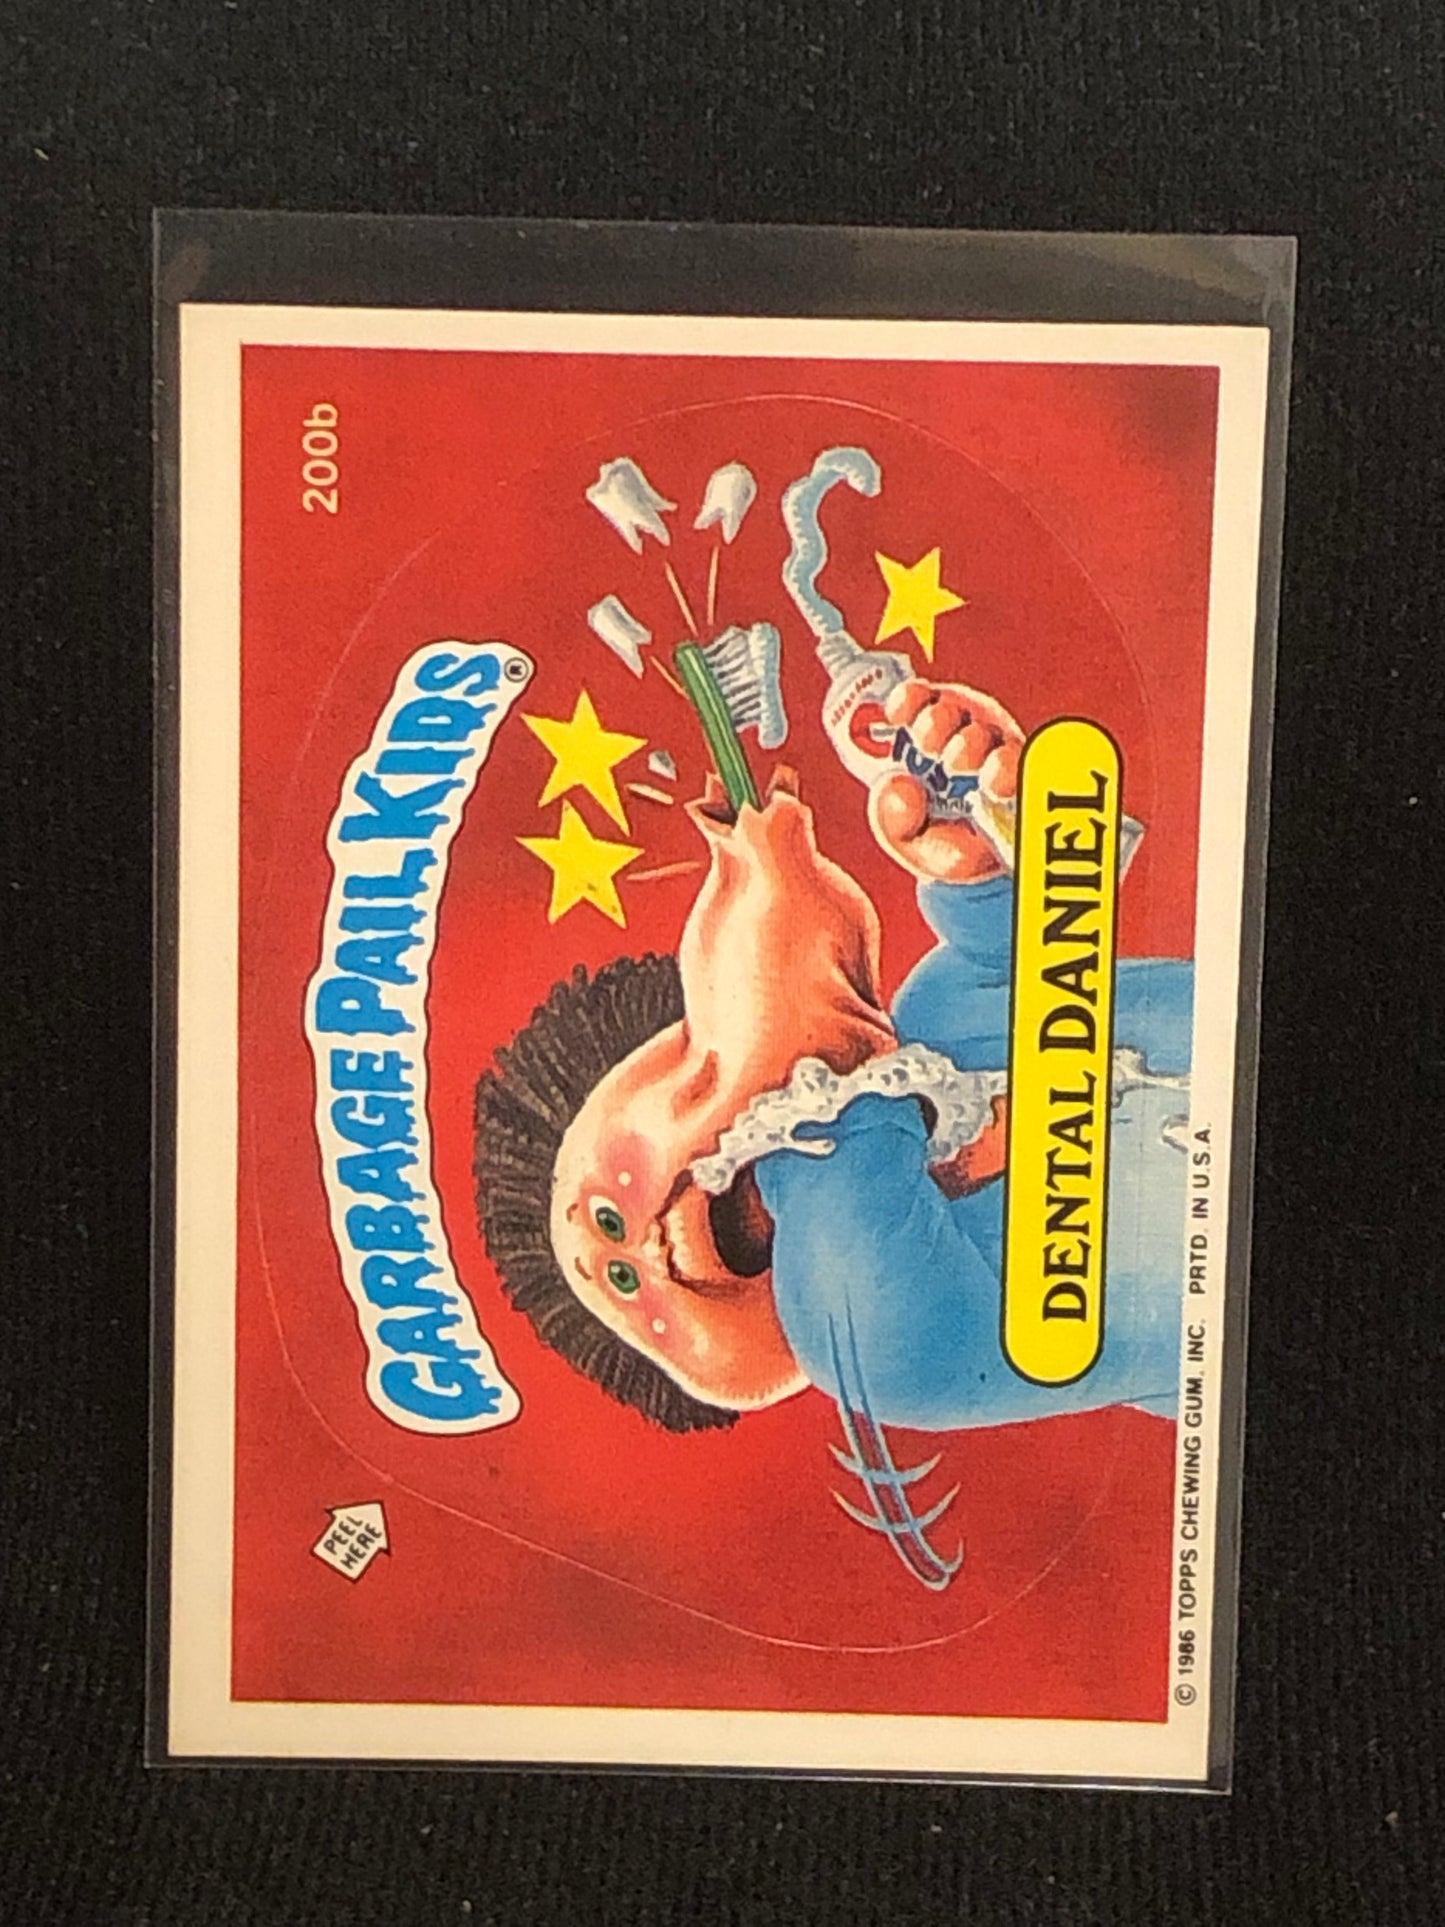 200b
GARBAGE PAIL KIDS®
PEEL
HERE
DENTAL DANIEL
© 1986 TOPPS CHEWING GUM, INC. PRTD. IN U.S.A.